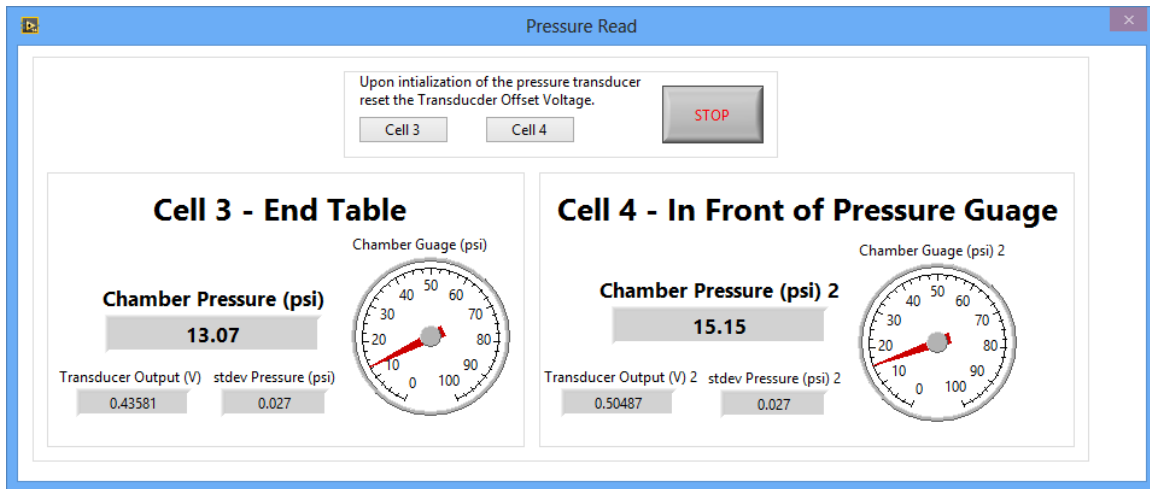 Pressure Read
Upon intialization of the pressure transducer
reset the Transducder Offset Voltage.
Cell 3
Cell 4
STOP
Cell 3 - End Table
Chamber Guage (psi)
Chamber Pressure (psi)
13.07
Transducer Output (V)
stdev Pressure (psi)
0.43581
0.027
0
10
20
30
40
50
60
70
80
90
100
Cell 4 - In Front of Pressure Guage
Chamber Guage (psi) 2
Chamber Pressure (psi) 2
15.15
Transducer Output (V) 2
stdev Pressure (psi) 2
0.50487
0.027
0
10
20
30
40
50
60
70
80
90
100